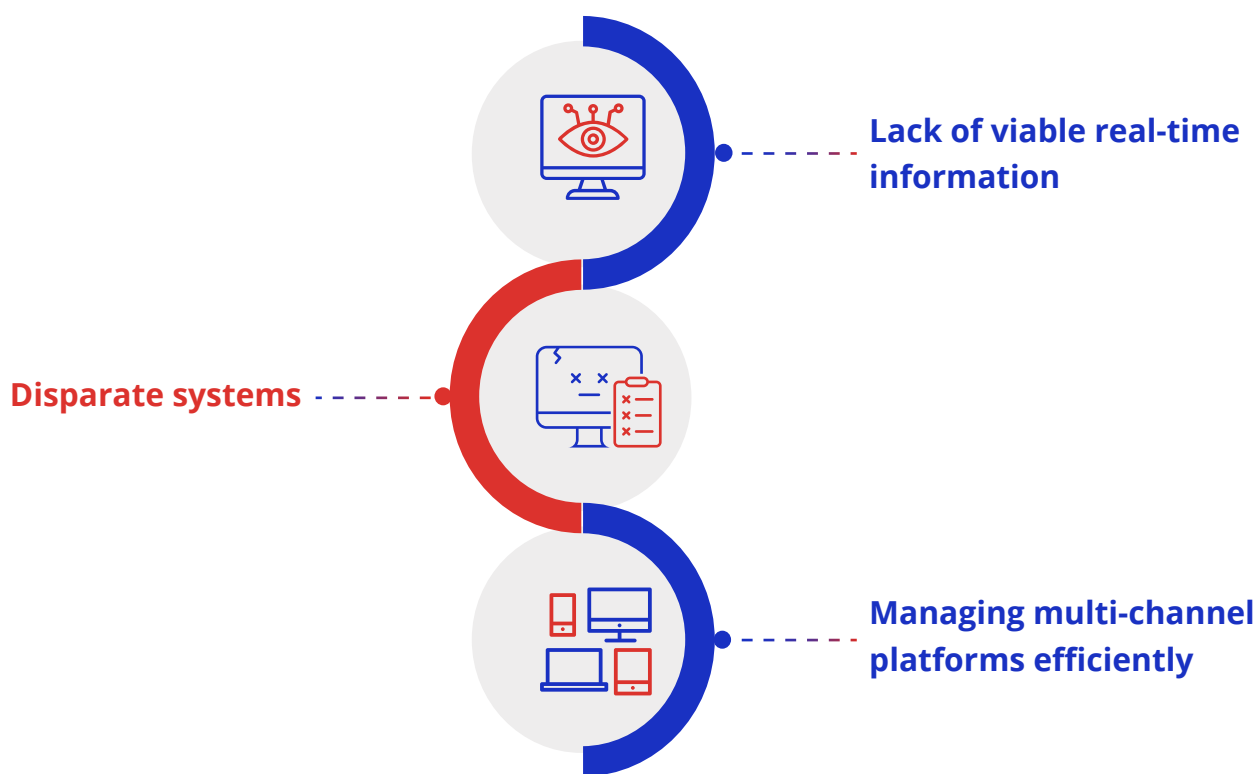 Lack of viable real-time
information
Disparate systems
Managing multi-channel
platforms efficiently